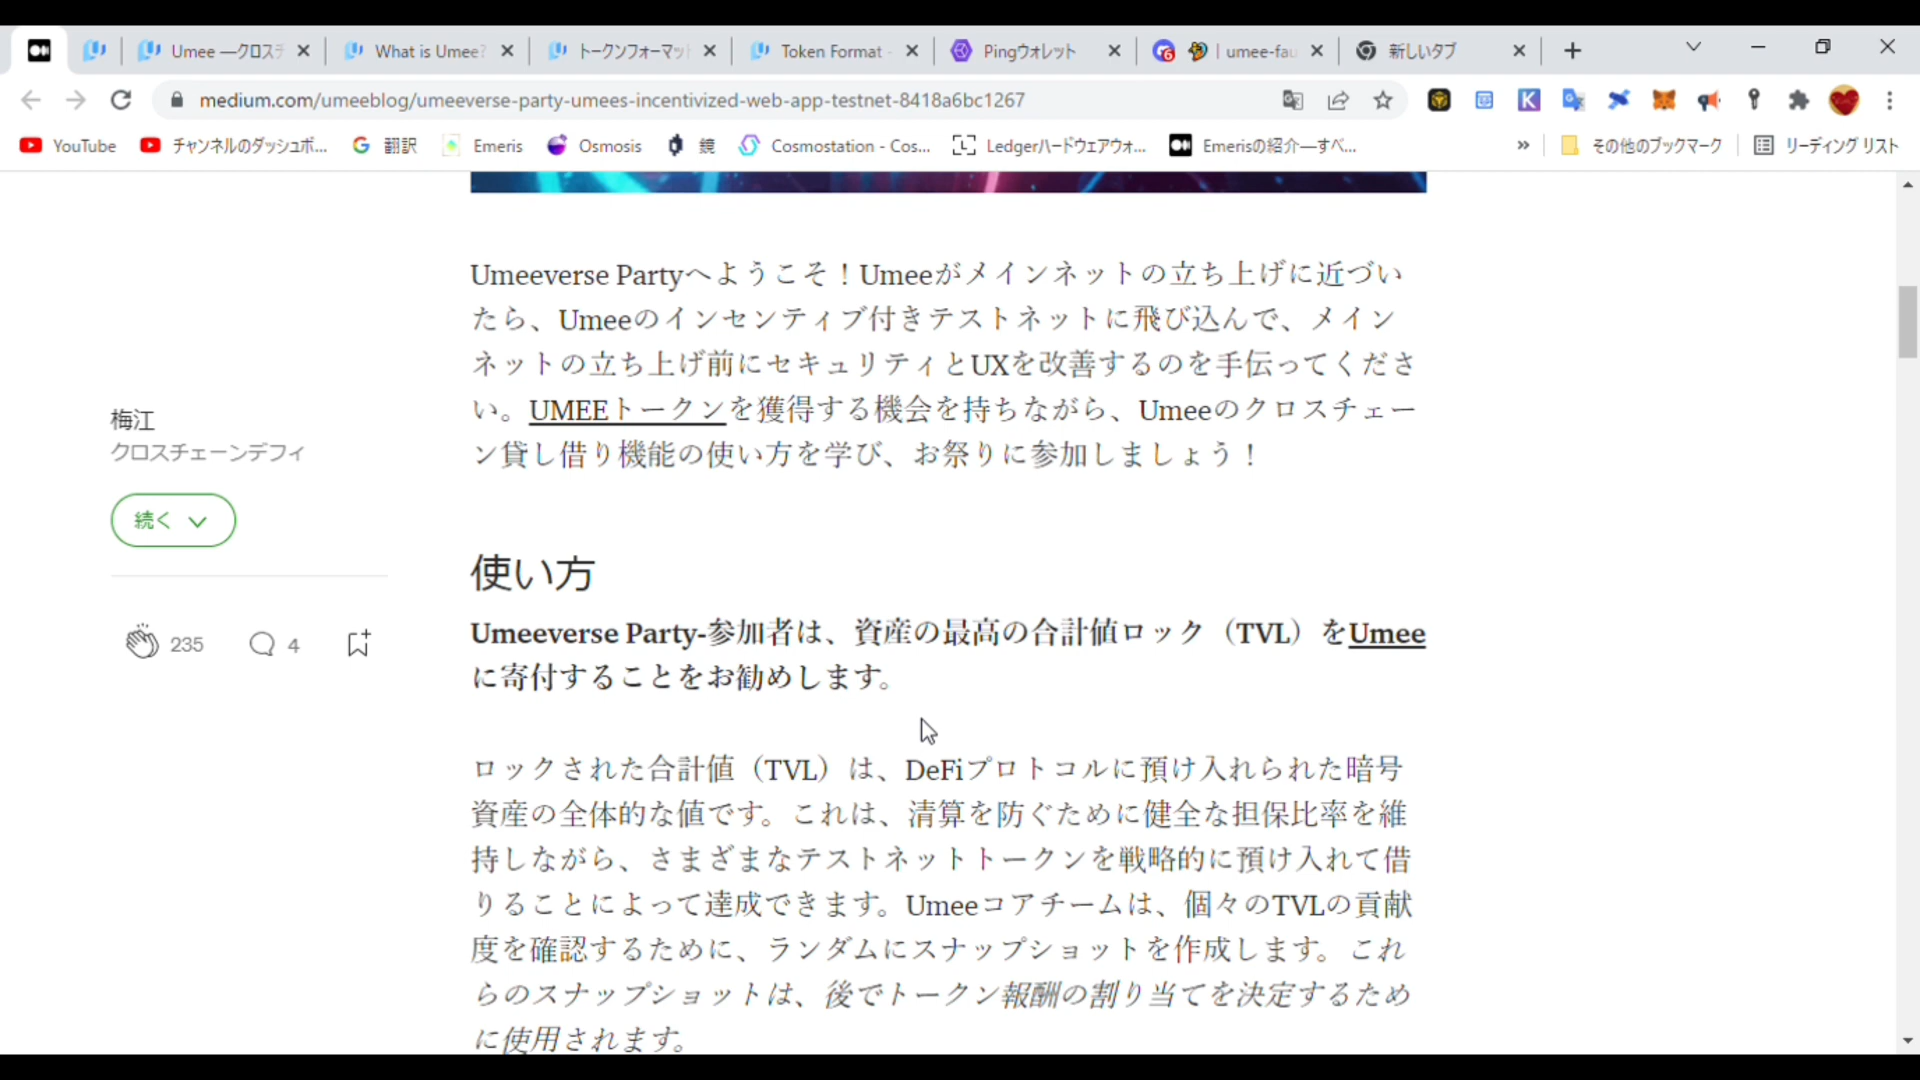 Umee —クロスチ
What is Umee?
トークンフォーマット
Token Format -
Pingウォレット
| umee-fau
新しいタブ
medium.com/umeeblog/umeeverse-party-umees-incentivized-web-app-testnet-8418a6bc1267
YouTube
チャンネルのダッシュボ...
翻訳
Emeris
Osmosis
鏡
Cosmostation - Cos...
Ledgerハードウェアウォ...
Emerisの紹介—すべ...
»
その他のブックマーク
リーディング リスト
Umeeverse Partyへようこそ！Umeeがメインネットの立ち上げに近づい
たら、Umeeのインセンティブ付きテストネットに飛び込んで、メイン
ネットの立ち上げ前にセキュリティとUXを改善するのを手伝ってくださ
い。UMEEトークンを獲得する機会を持ちながら、Umeeのクロスチェー
ン貸し借り機能の使い方を学び、お祭りに参加しましょう！
梅江
クロスチェーンデフィ
続く
235
4
使い方
Umeeverse Party-参加者は、資産の最高の合計値ロック（TVL）をUmee
に寄付することをお勧めします。
ロックされた合計値（TVL）は、DeFiプロトコルに預け入れられた暗号
資産の全体的な値です。これは、清算を防ぐために健全な担保比率を維
持しながら、さまざまなテストネットトークンを戦略的に預け入れて借
りることによって達成できます。Umeeコアチームは、個々のTVLの貢献
度を確認するために、ランダムにスナップショットを作成します。これ
らのスナップショットは、後でトークン報酬の割り当てを決定するため
に使用されます。